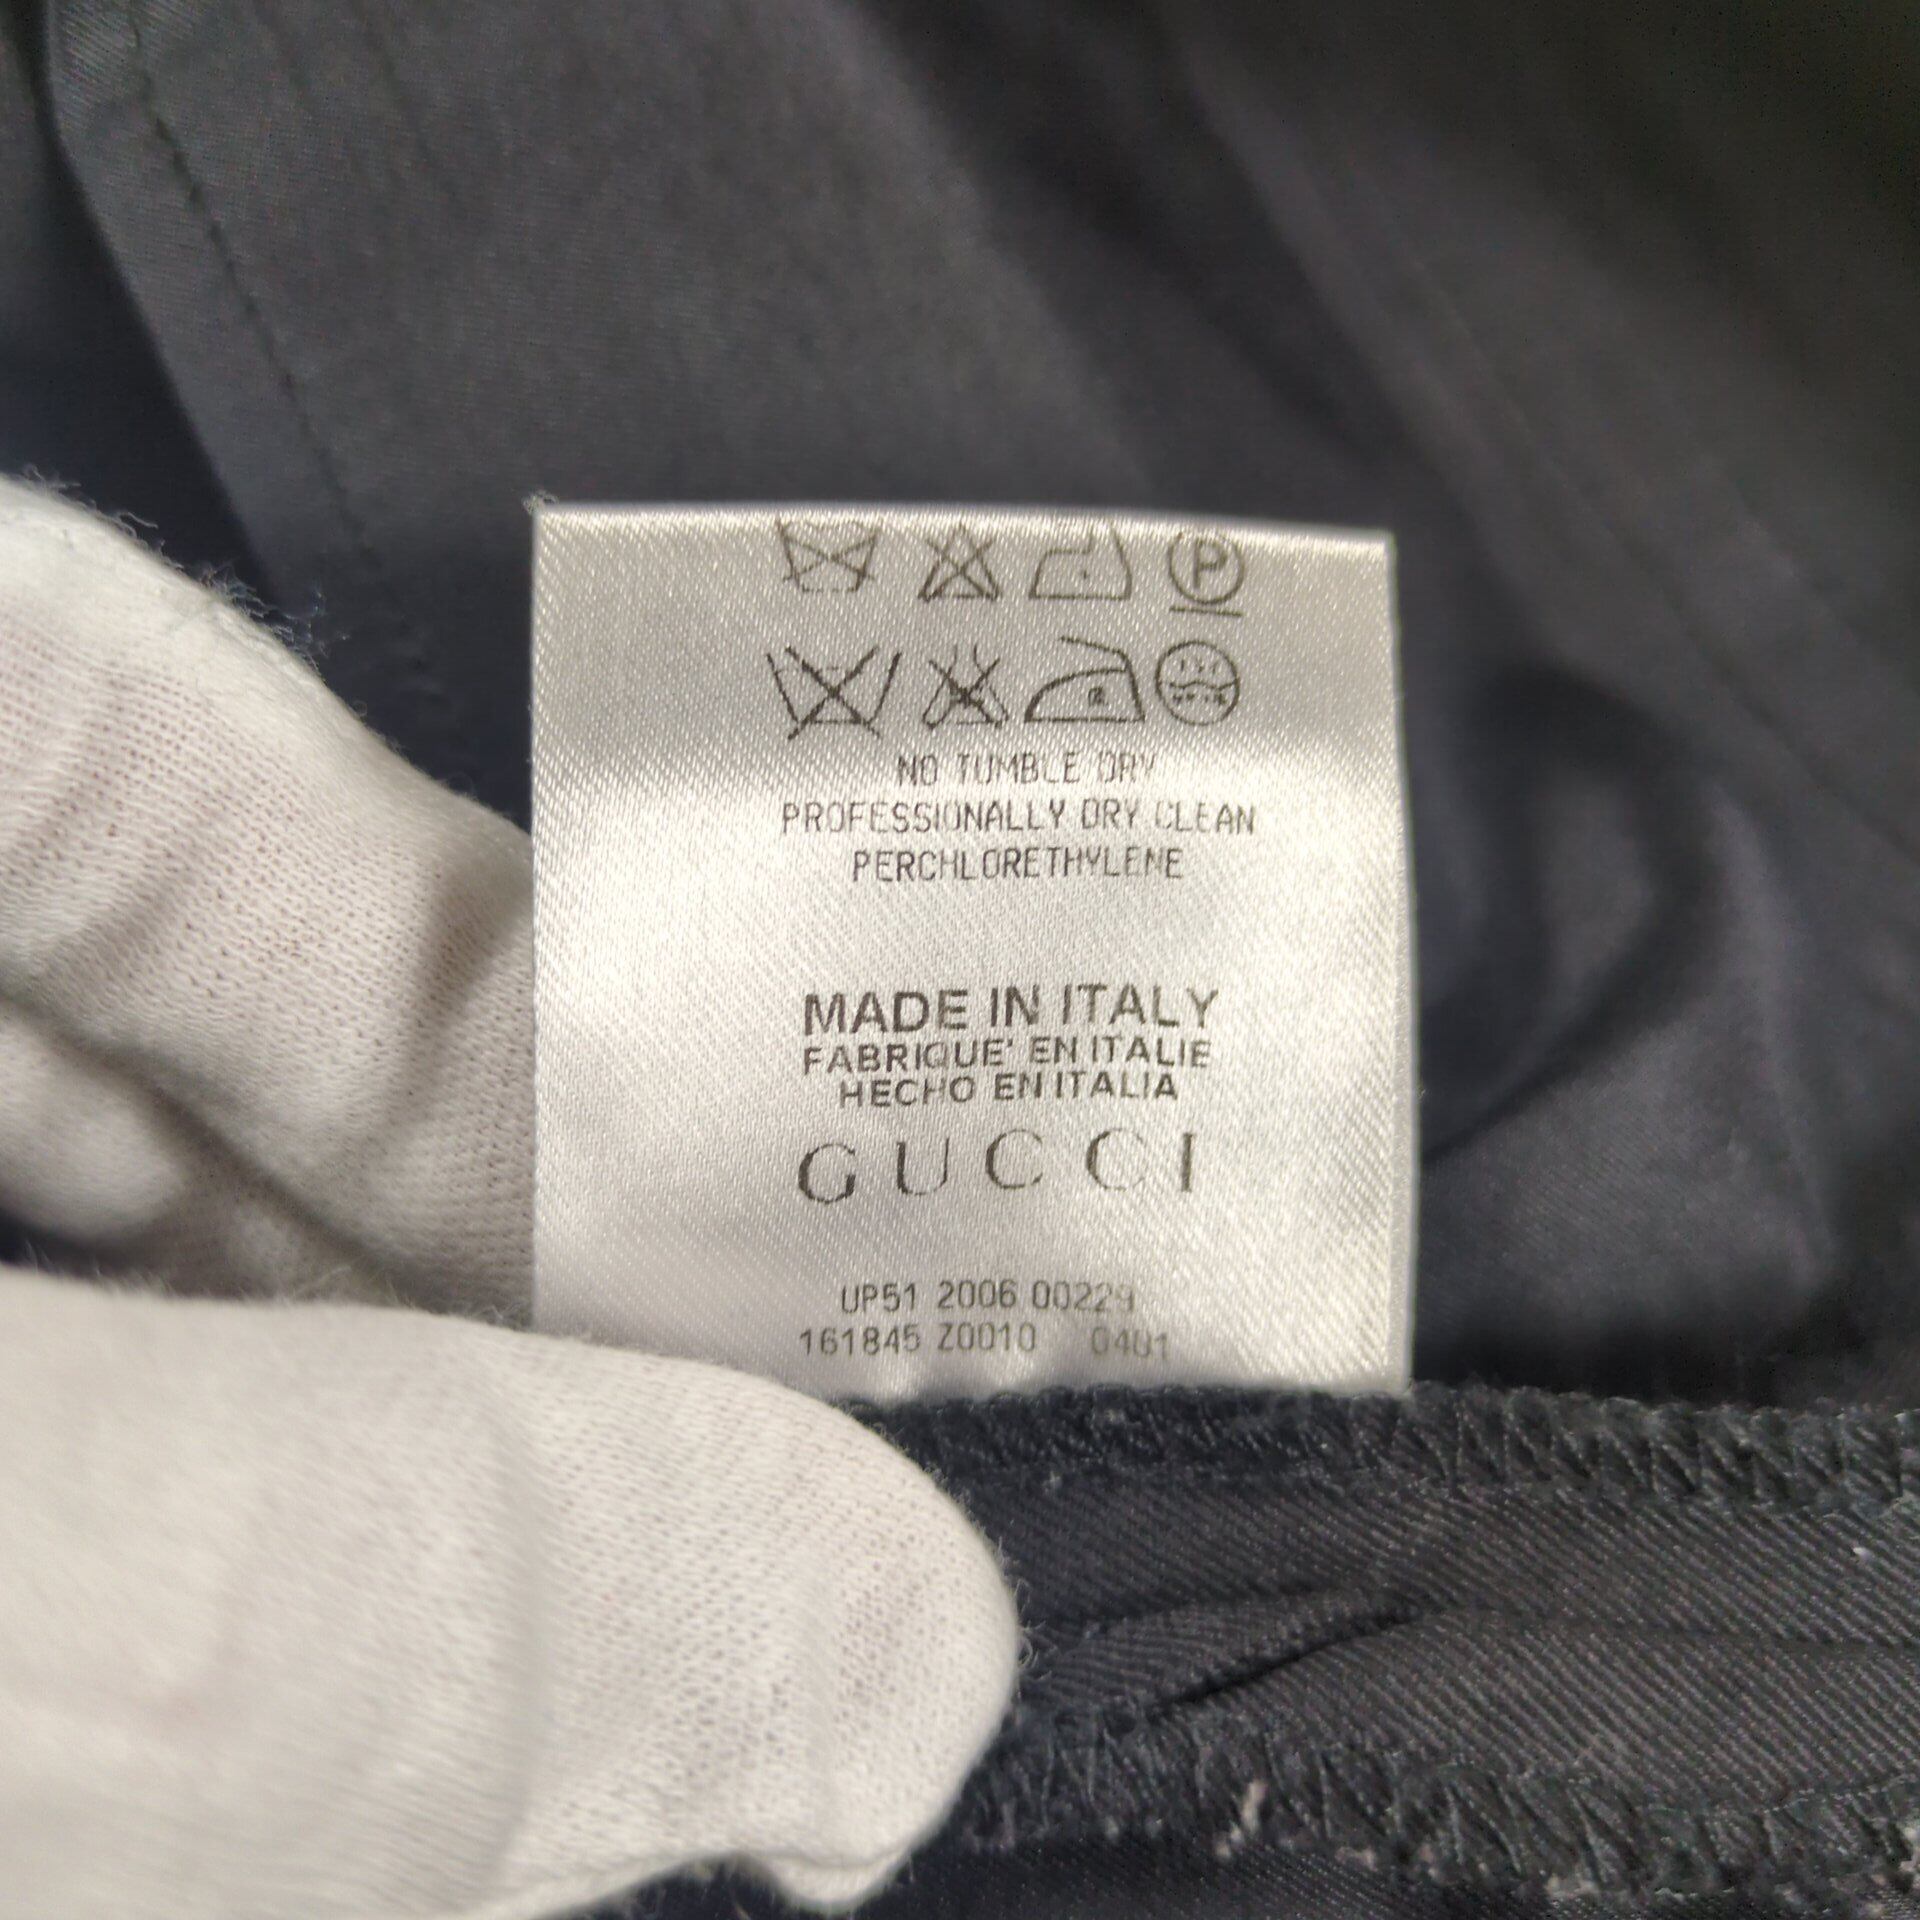 P
NO TUMBLE DRY
PROFESSIONALLY DRY CLEAN
PERCHLORETHYLENE
MADE IN ITALY
FABRIQUE' EN ITALIE
HECHO EN ITALIA
GUCCI
UP51 2006 00229
161845 Z0010 0401